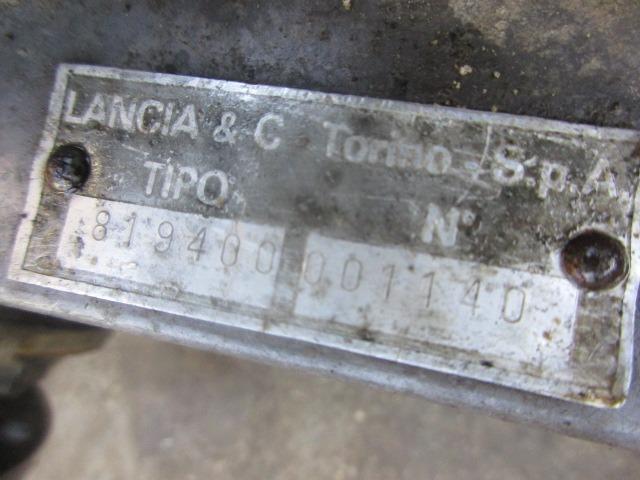 LANCIA & C Torino - S.p.A.
TIPO N°
819400 001140